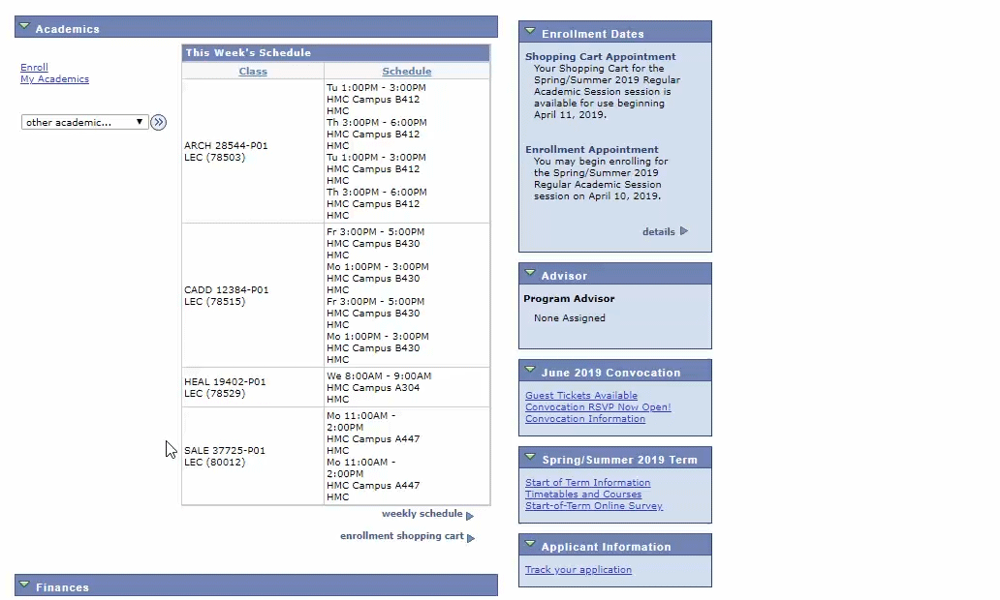 Academics
Enroll
My Academics
other academic...
This Week's Schedule
Class Schedule
ARCH 28544-P01
LEC (78503)
Tu 1:00PM - 3:00PM
HMC Campus B412
HMC
Th 3:00PM - 6:00PM
HMC Campus B412
HMC
Tu 1:00PM - 3:00PM
HMC Campus B412
HMC
Th 3:00PM - 6:00PM
HMC Campus B412
HMC
CADD 12384-P01
LEC (78515)
Fr 3:00PM - 5:00PM
HMC Campus B430
HMC
Mo 1:00PM - 3:00PM
HMC Campus B430
HMC
Fr 3:00PM - 5:00PM
HMC Campus B430
HMC
Mo 1:00PM - 3:00PM
HMC Campus B430
HMC
HEAL 19402-P01
LEC (78529)
We 8:00AM - 9:00AM
HMC Campus A304
HMC
SALE 37725-P01
LEC (80012)
Mo 11:00AM -
2:00PM
HMC Campus A447
HMC
Mo 11:00AM -
2:00PM
HMC Campus A447
HMC
weekly schedule
enrollment shopping cart
Finances
Enrollment Dates
Shopping Cart Appointment
Your Shopping Cart for the
Spring/Summer 2019 Regular
Academic Session session is
available for use beginning
April 11, 2019.
Enrollment Appointment
You may begin enrolling for
the Spring/Summer 2019
Regular Academic Session
session on April 10, 2019.
details
Advisor
Program Advisor
None Assigned
June 2019 Convocation
Guest Tickets Available
Convocation RSVP Now Open!
Convocation Information
Spring/Summer 2019 Term
Start of Term Information
Timetables and Courses
Start-of-Term Online Survey
Applicant Information
Track your application